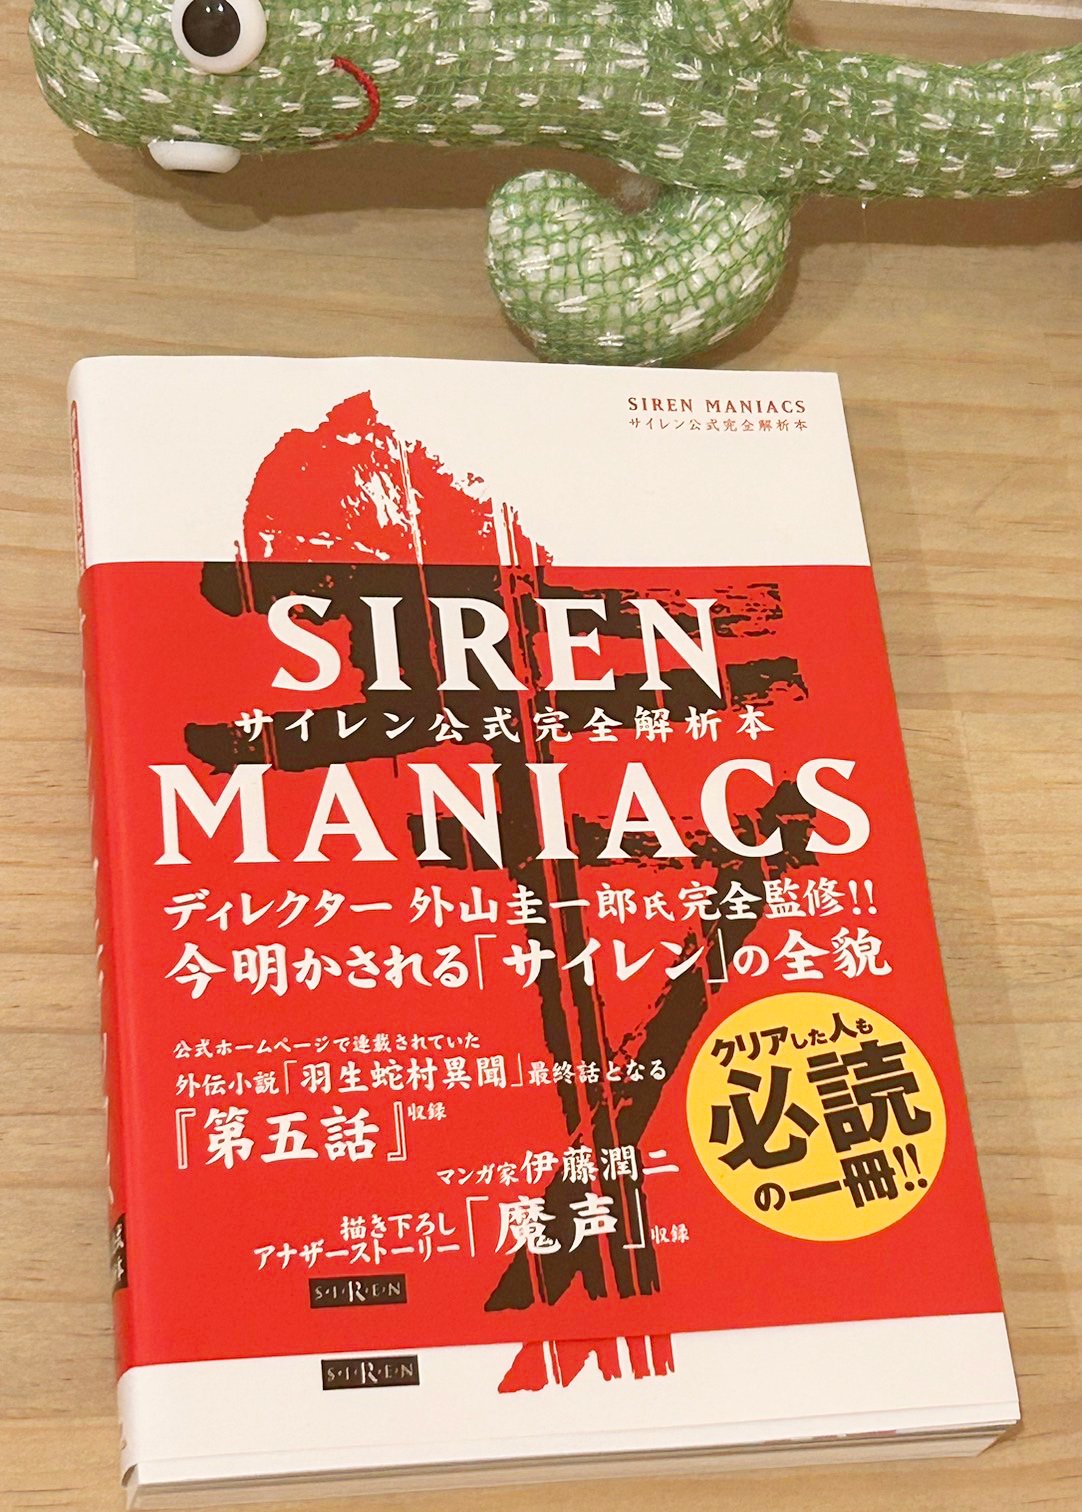 SIREN MANIACS
サイレン公式完全解析本
SIREN
サイレン公式完全解析本
MANIACS
ディレクター 外山圭一郎氏完全監修!!
今明かされる「サイレン」の全貌
公式ホームページで連載されていた
外伝小説「羽生蛇村異聞」最終話となる
『第五話』収録
マンガ家伊藤潤二
描き下ろし
アナザーストーリー「魔声」収録
クリアした人も
必読
の一冊!!
S·I·R·E·N
S·I·R·E·N